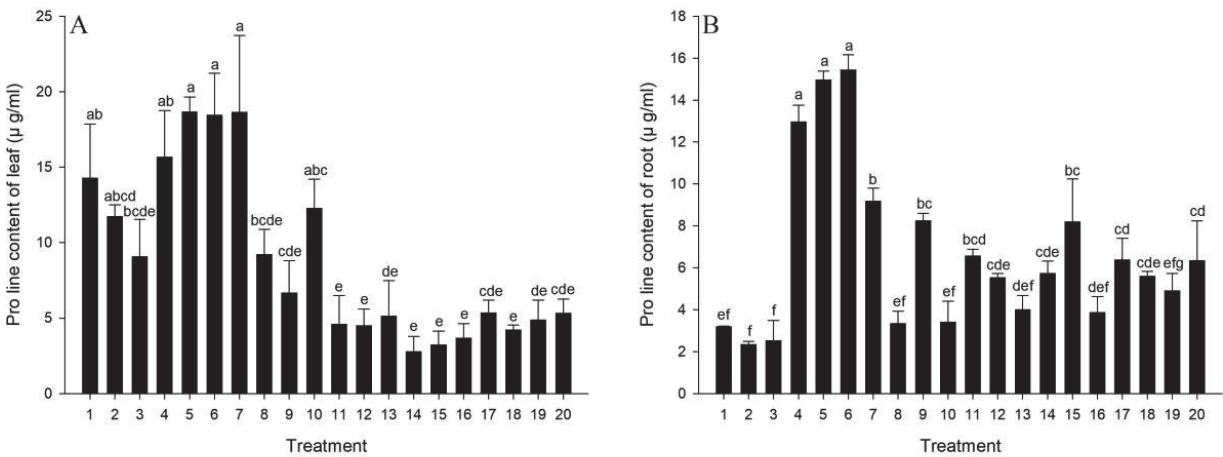 A
Pro line content of leaf (μ g/ml)
25
20
15
10
5
0
ab
abcd
bcde
ab
a
a
a
bcde
cde
abc
e
e
de
e
e
e
cde
e
de
cde
1 2 3 4 5 6 7 8 9 10 11 12 13 14 15 16 17 18 19 20
Treatment
B
Pro line content of root (μ g/ml)
18
16
14
12
10
8
6
4
2
0
ef
f
f
a
a
a
b
ef
bc
ef
bcd
cde
def
cde
bc
def
cd
cde
efg
cd
1 2 3 4 5 6 7 8 9 10 11 12 13 14 15 16 17 18 19 20
Treatment